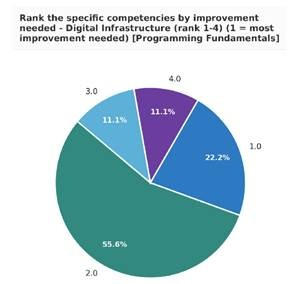 Rank the specific competencies by improvement
needed - Digital Infrastructure (rank 1-4) (1 = most
improvement needed) [Programming Fundamentals]
4.0
3.0
11.1%
11.1%
1.0
22.2%
55.6%
2.0